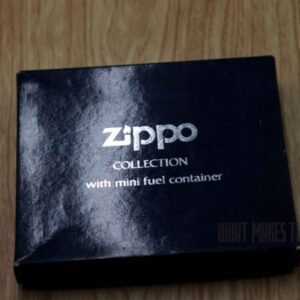 zippo
COLLECTION
with mini fuel container
WHAT MAKES T